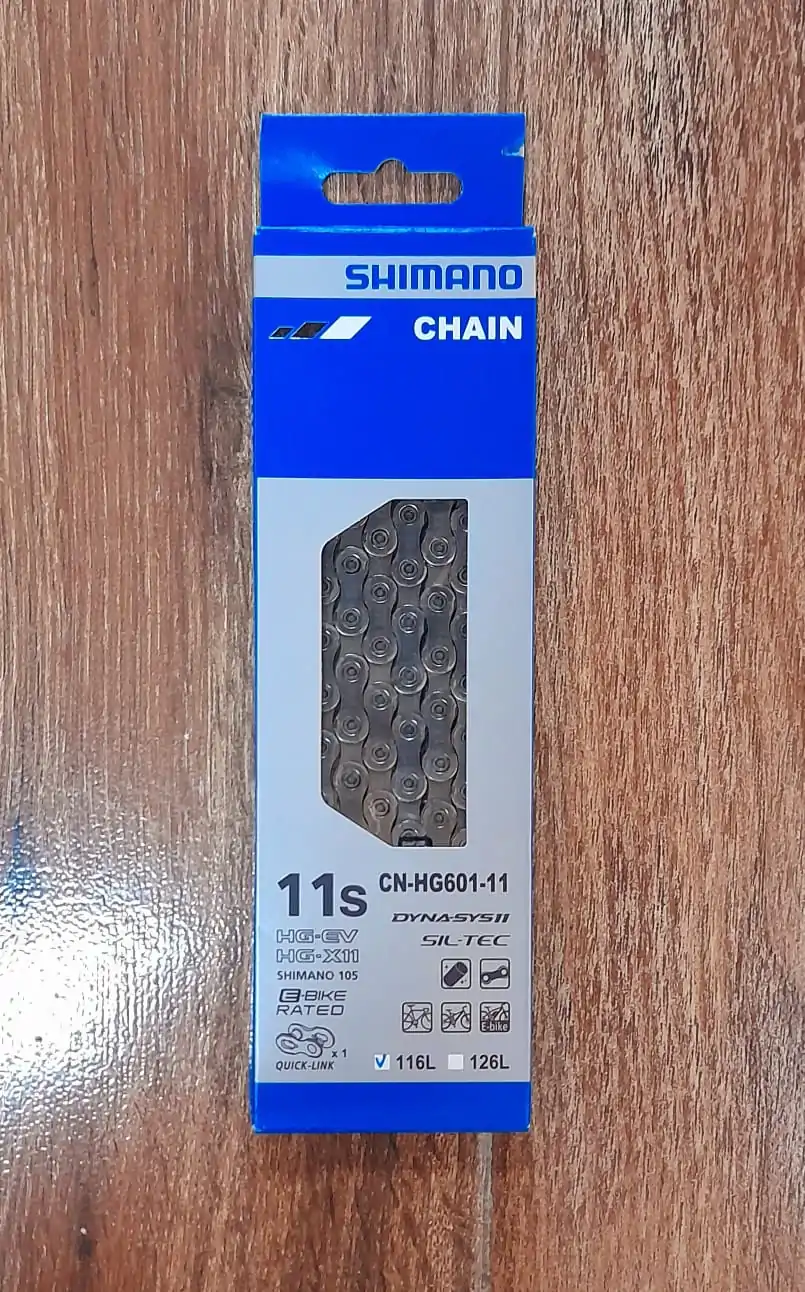 SHIMANO
CHAIN
11s
CN-HG601-11
DYNA-SYS11
HG-EV
SIL-TEC
HG-X11
SHIMANO 105
E-BIKE
RATED
E-bike
x 1
QUICK-LINK
116L
126L